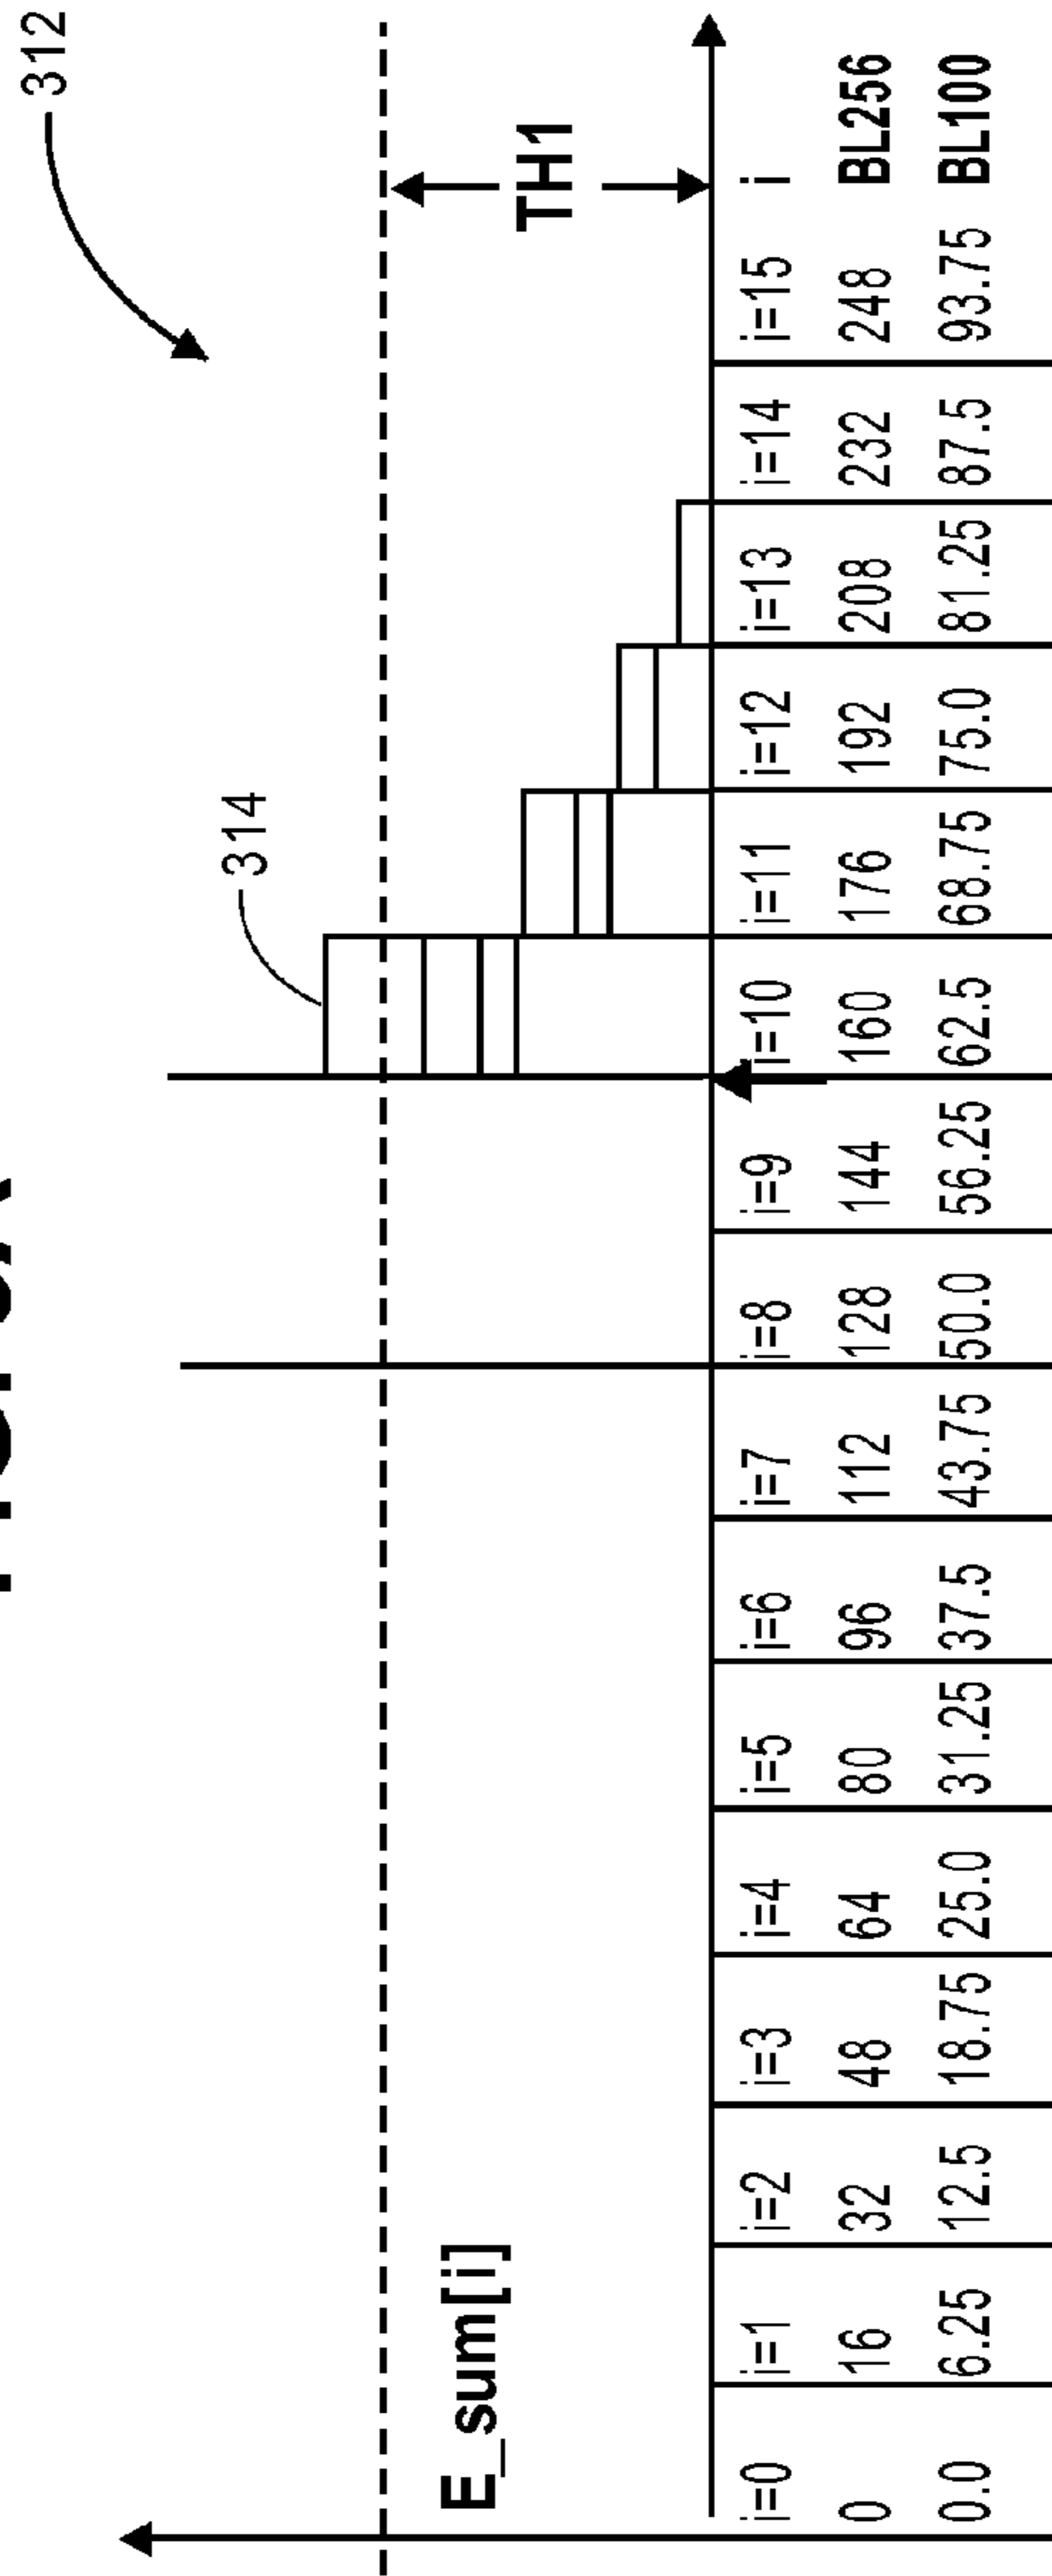 312
314
TH1
E_sum[i]
i=0 i=1 i=2 i=3 i=4 i=5 i=6 i=7 i=8 i=9 i=10 i=11 i=12 i=13 i=14 i=15 i
0 16 32 48 64 80 96 112 128 144 160 176 192 208 232 248 BL256
0.0 6.25 12.5 18.75 25.0 31.25 37.5 43.75 50.0 56.25 62.5 68.75 75.0 81.25 87.5 93.75 BL100